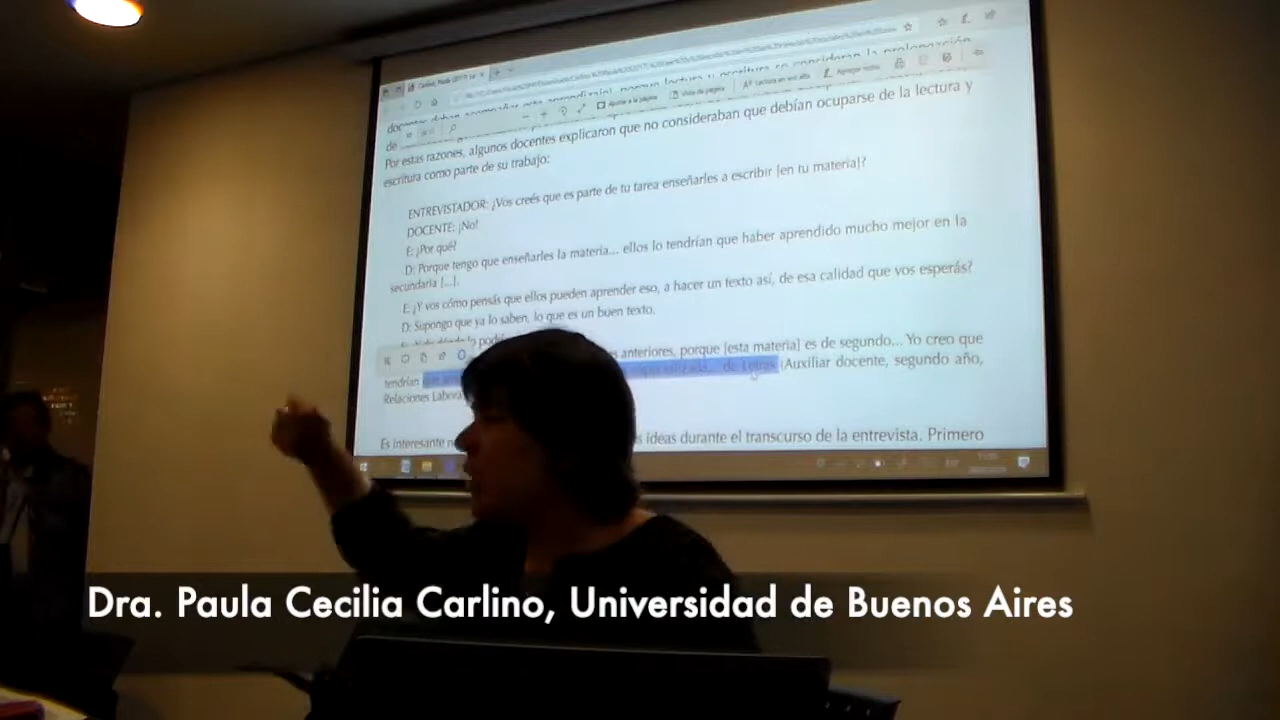 Por estas razones, algunos docentes explicaron que no consideraban que debían ocuparse de la lectura y
escritura como parte de su trabajo:
ENTREVISTADOR: ¿Vos creés que es parte de tu tarea enseñarles a escribir [en tu materia]?
DOCENTE: ¡No!
E: ¿Por qué?
D: Porque tengo que enseñarles la materia... ellos lo tendrían que haber aprendido mucho mejor en la
secundaria [...].
E: ¿Y vos cómo pensás que ellos pueden aprender eso, a hacer un texto así, de esa calidad que vos esperás?
D: Supongo que ya lo saben, lo que es un buen texto.
anteriores, porque [esta materia] es de segundo... Yo creo que
tendrían de Letras (Auxiliar docente, segundo año,
Relaciones
Es interesante ideas durante el transcurso de la entrevista. Primero
Dra. Paula Cecilia Carlino, Universidad de Buenos Aires